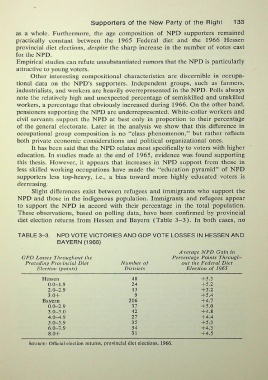 Supporters of the New Party of the Right 133
as a whole. Furthermore, the age composition of NPD supporters remained
practically constant between the 1965 Federal diet and the 1966 Hessen
provincial diet elections, despite the sharp increase in the number of votes cast
for the NPD.
Empirical studies can refute unsubstantiated rumors that the NPD is particularly
attractive to young voters.
Other interesting compositional characteristics are discernible in occupa-
tional data on the NPD's supporters. Independent groups, such as farmers,
industrialists, and workers are heavily overrepresented in the NPD. Polls always
note the relatively high and unexpected percentage of semiskilled and unskilled
workers, a percentage that obviously increased during 1966. On the other hand,
pensioners supporting the NPD are underrepresented. White-collar workers and
civil servants support the NPD at best only in proportion to their percentage
of the general electorate. Later in the analysis we show that this difference in
occupational group composition is no "class phenomenon," but rather reflects
both private economic considerations and political organizational ones.
It has been said that the NPD relates most specifically to voters with higher
education. In studies made at the end of 1965, evidence was found supporting
this thesis. However, it appears that increases in NPD support from those in
less skilled working occupations have made the "education pyramid" of NPD
supporters less top-heavy, i.e., a bias toward more highly educated voters is
decreasing.
Slight differences exist between refugees and immigrants who support the
NPD and those in the indigenous population. Immigrants and refugees appear
to support the NPD in accord with their percentage in the total population.
These observations, based on polling data, have been confirmed by provincial
diet election returns from Hessen and Bayern (Table 3-3). In both cases, no
TABLE 3-3. NPD VOTE VICTORIES AND GDP VOTE LOSSES IN HESSEN AND
BAYERN (1966)
Average NPD Gain in
GPD Losses Throughout the Percentage Points Through-
Preceding Provincial Diet Number of out the Federal Diet
Election (points) Districts Election of 1965
Hessen 48 +5.2
0.0-1.9 24 +5.2
2.0-2.9 15 +5.2
3.0+ 9 +5.4
Bayern 206 +4.7
0.0-2.9 37 +5.0
3.0-3.0 42 +4.8
4.0-4.9 27 +4.4
5.0-5.9 35 +5.3
6.0-7.9 34 +4.5
8.0+ 31 +4.5
SOURCE: Official election returns, provincial diet elections, 1966.